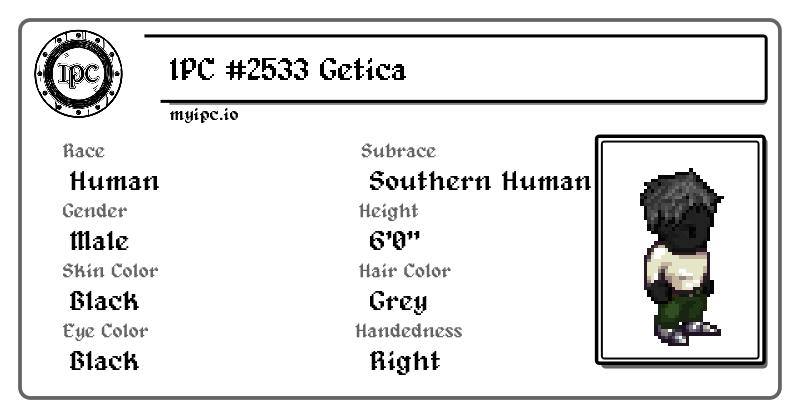 IPC
IPC #2533 Getica
myipc.io
Race
Human
Subrace
Southern Human
Gender
Male
Height
6'0"
Skin Color
Black
Hair Color
Grey
Eye Color
Black
Handedness
Right